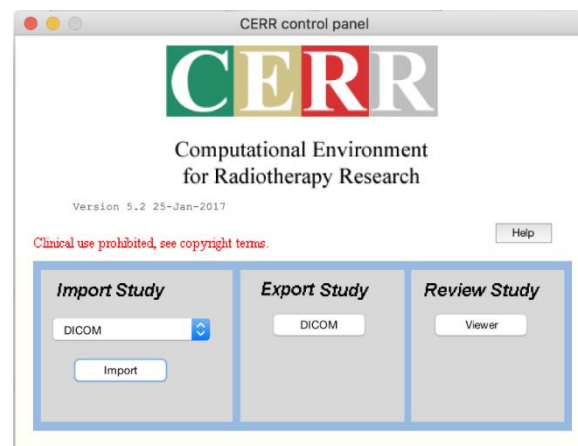 CERR control panel
CERR
Computational Environment
for Radiotherapy Research
Version 5.2 25-Jan-2017
Help
Clinical use prohibited, see copyright terms.
Import Study
DICOM
Import
Export Study
DICOM
Review Study
Viewer